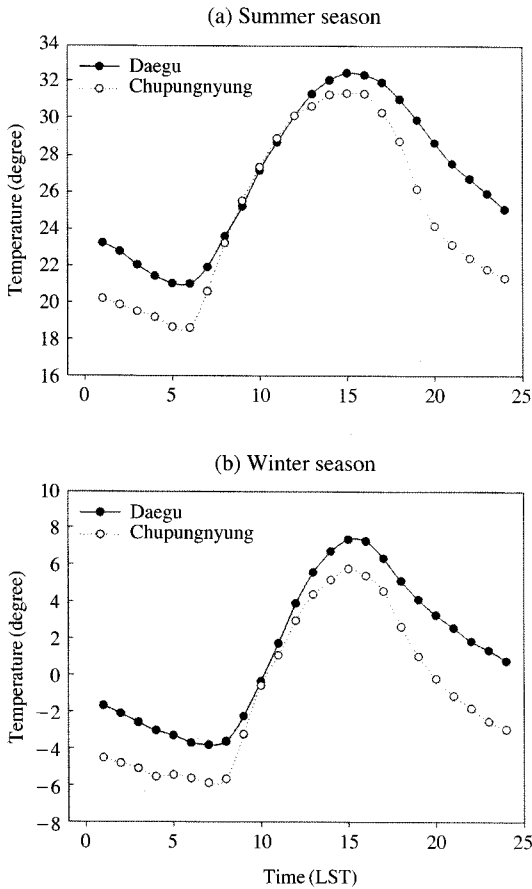 (a) Summer season
34
32
30
28
26
24
22
20
18
16
Temperature (degree)
Daegu
Chupungnyung
0 5 10 15 20 25
(b) Winter season
10
8
6
4
2
0
−2
−4
−6
−8
Temperature (degree)
Daegu
Chupungnyung
0 5 10 15 20 25
Time (LST)